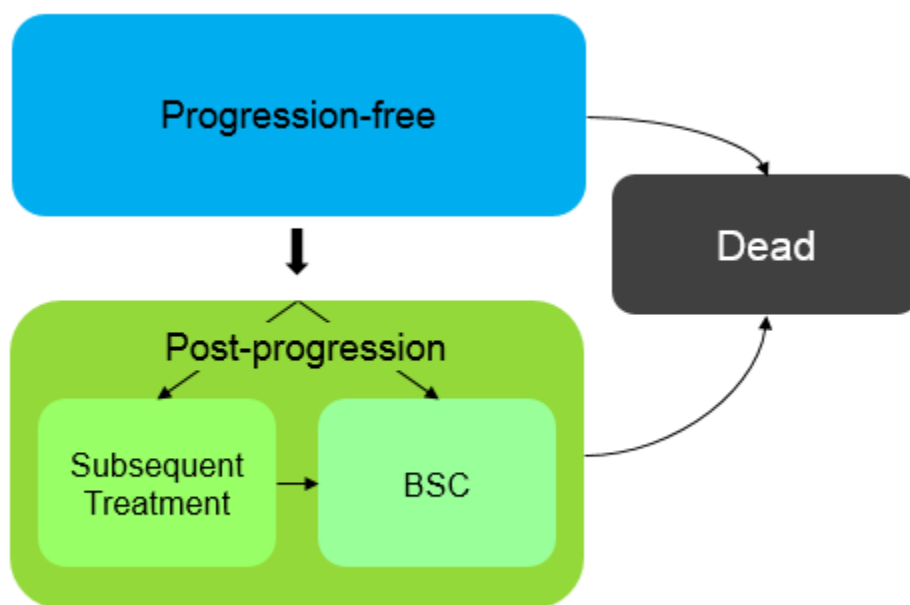 Progression-free
Dead
Post-progression
Subsequent
Treatment
BSC